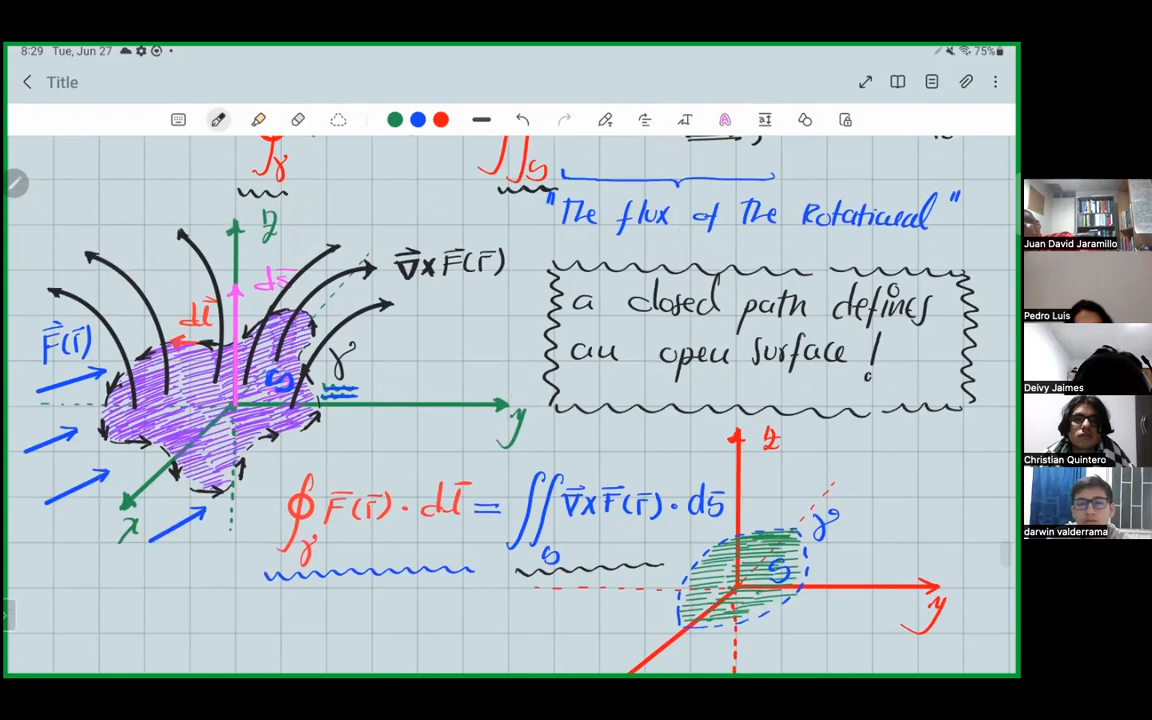 8:29 Tue, Jun 27
75%
Title
γ
S
"The flux of the Rotational"
z
ds̄
∇⃗×F̄(r̄)
dl⃗
F⃗(r̄)
S
γ
y
x
a closed path defines
an open surface!
∮γ F̄(r̄)·dl̄ = ∬S ∇⃗×F̄(r̄)·ds̄
z
γ
S
y
Juan David Jaramillo
Pedro Luis
Deivy Jaimes
Christian Quintero
darwin valderrama